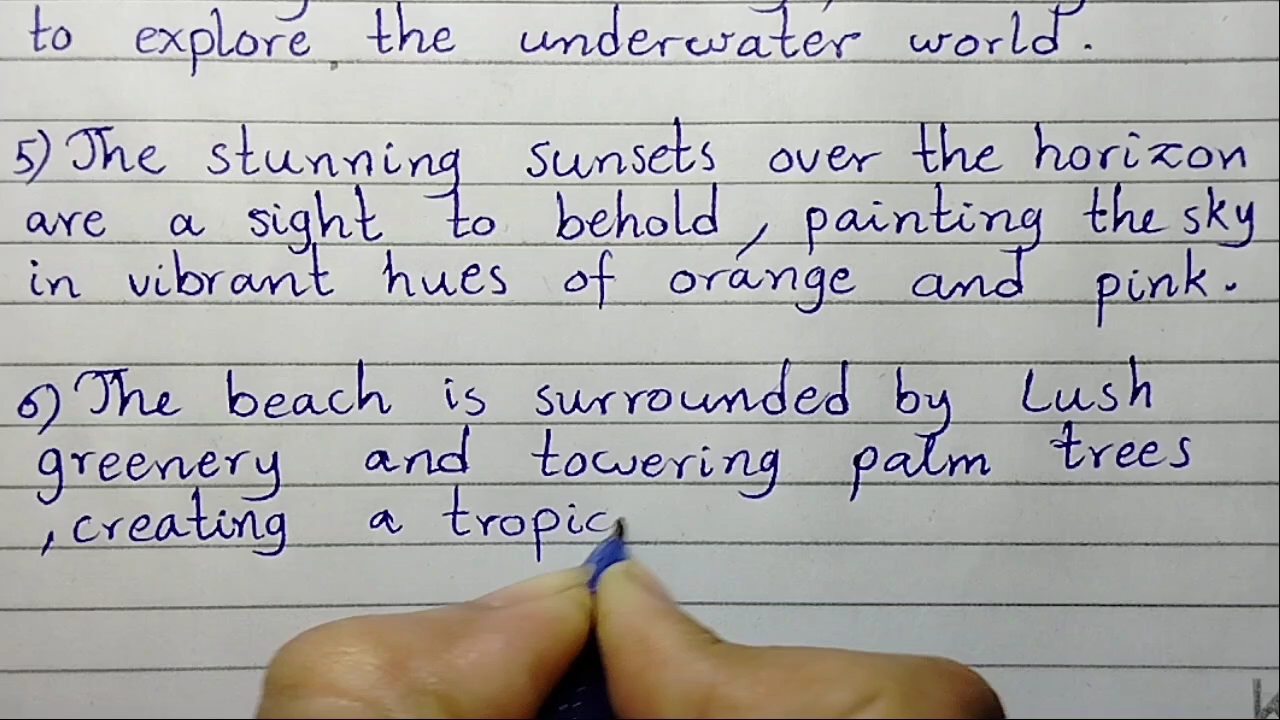 to explore the underwater world.
5) The stunning sunsets over the horizon
are a sight to behold, painting the sky
in vibrant hues of orange and pink.
6) The beach is surrounded by Lush
greenery and towering palm trees
, creating a tropic